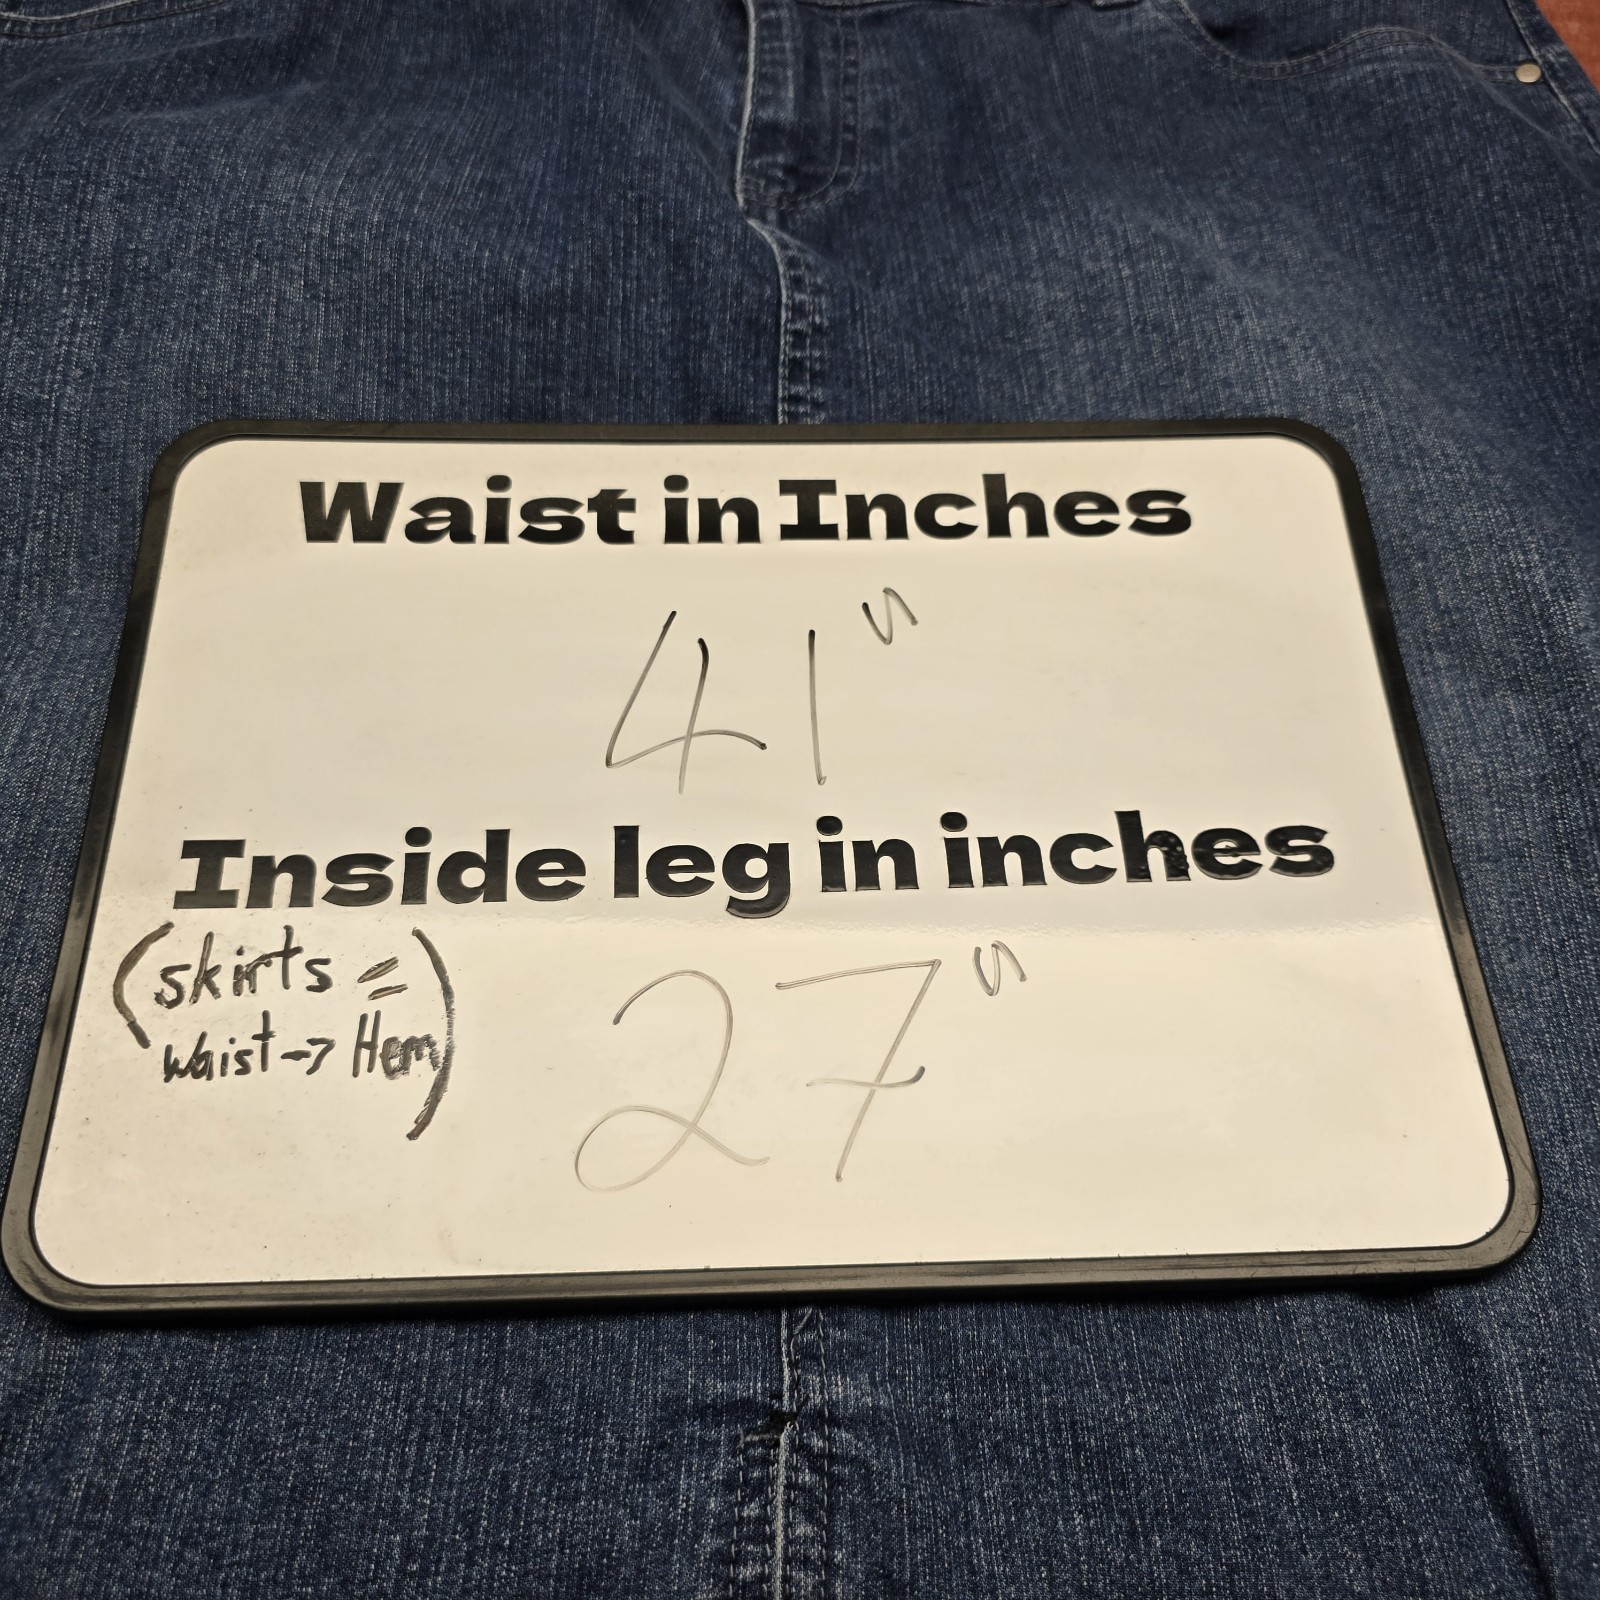 Waist in Inches
41"
Inside leg in inches
(skirts =
waist -> Hem)
27"